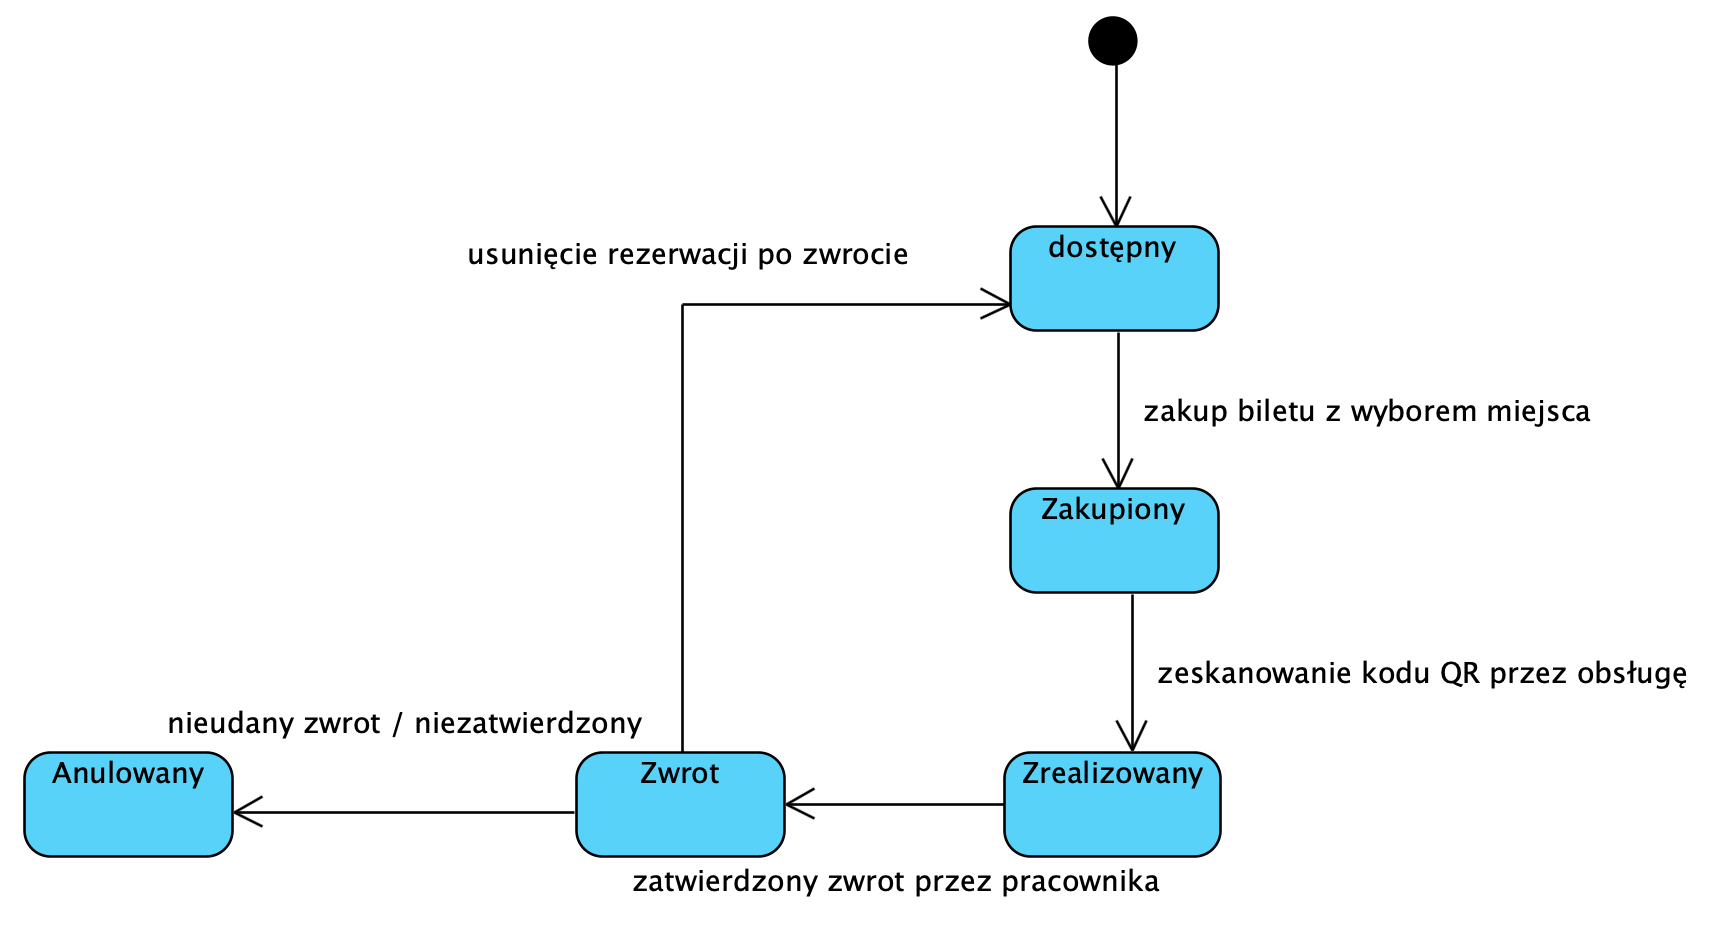 dostępny
usunięcie rezerwacji po zwrocie
zakup biletu z wyborem miejsca
Zakupiony
zeskanowanie kodu QR przez obsługę
nieudany zwrot / niezatwierdzony
Anulowany
Zwrot
Zrealizowany
zatwierdzony zwrot przez pracownika